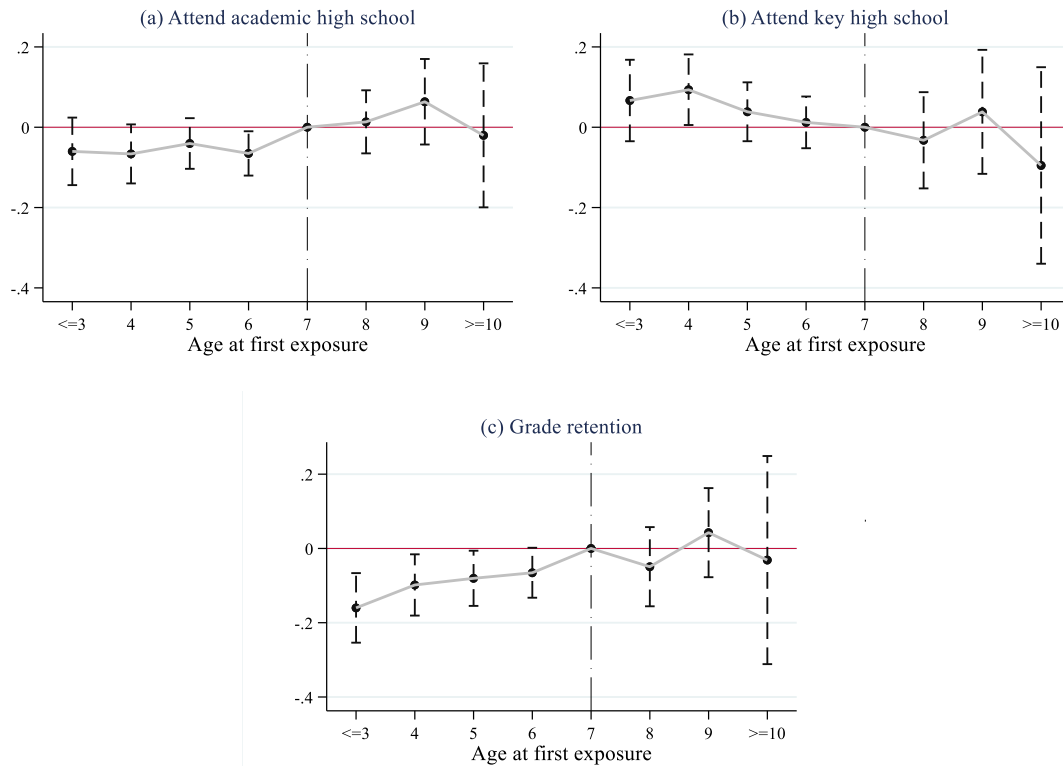 (a) Attend academic high school
.2
0
-.2
-.4
<=3 4 5 6 7 8 9 >=10
Age at first exposure
(b) Attend key high school
.2
0
-.2
-.4
<=3 4 5 6 7 8 9 >=10
Age at first exposure
(c) Grade retention
.2
0
-.2
-.4
<=3 4 5 6 7 8 9 >=10
Age at first exposure